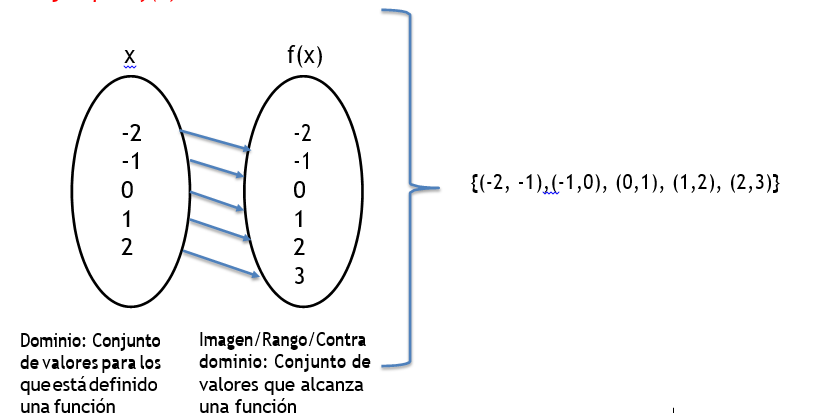 x
f(x)
-2
-1
0
1
2
-2
-1
0
1
2
3
{(-2, -1),(-1,0), (0,1), (1,2), (2,3)}
Dominio: Conjunto
de valores para los
que está definido
una función
Imagen/Rango/Contra
dominio: Conjunto de
valores que alcanza
una función